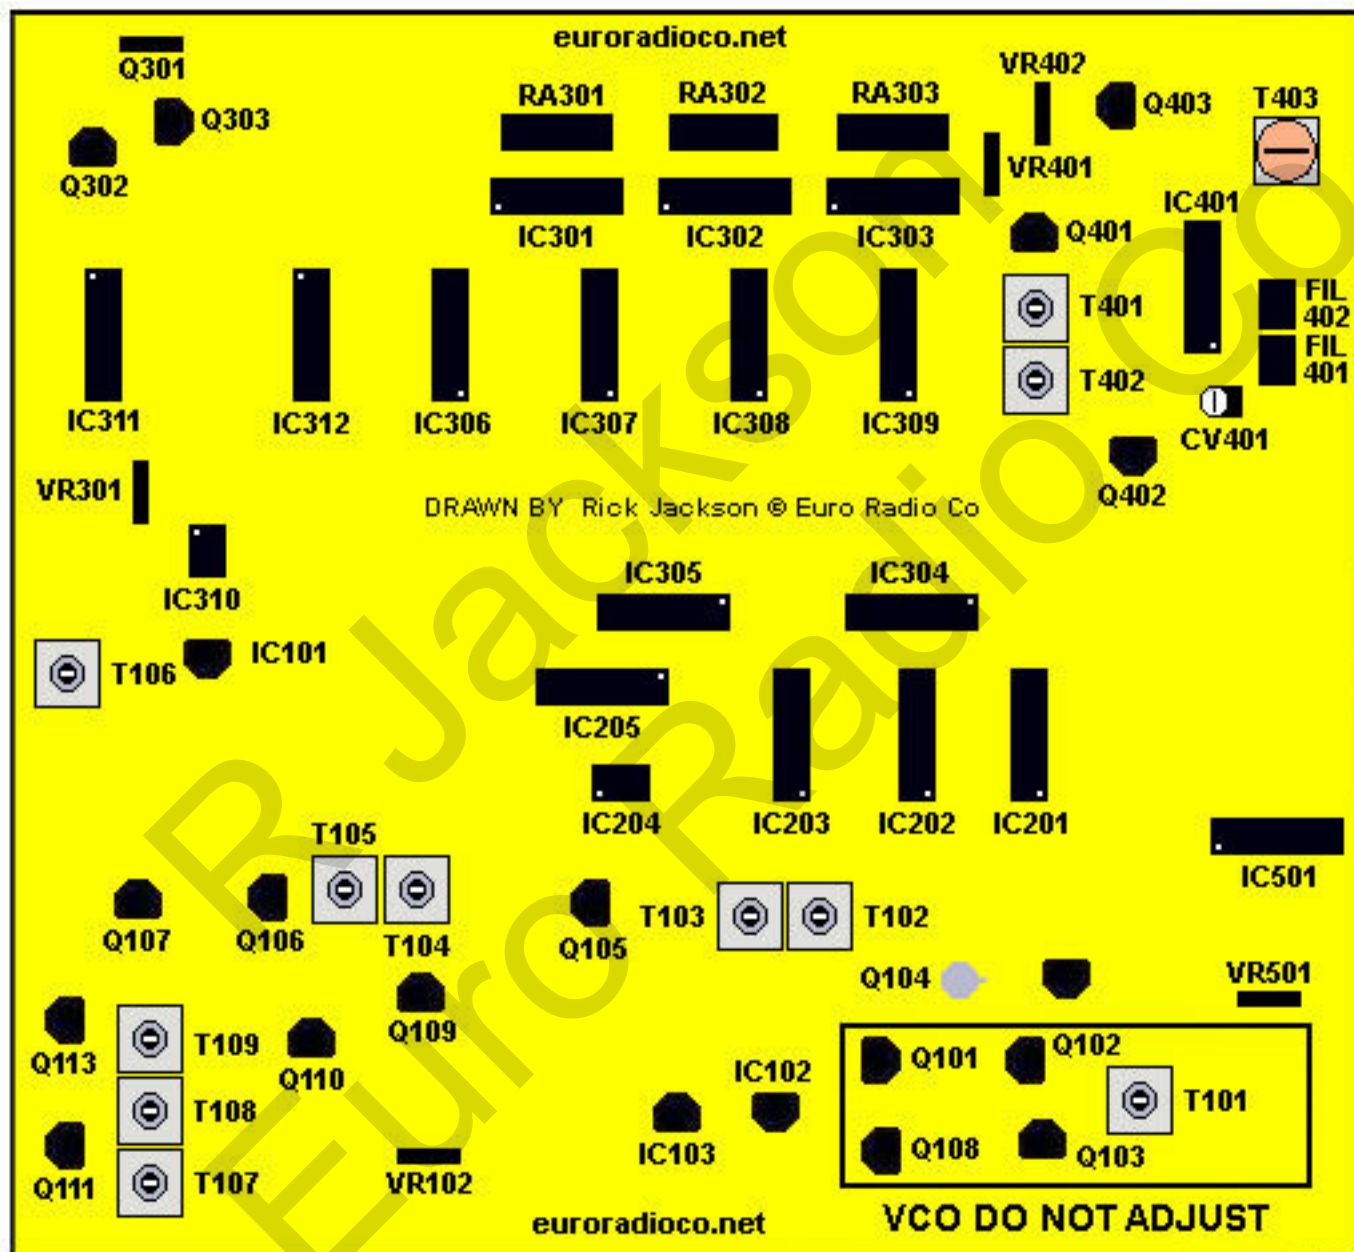 euroradioco.net
Q301
VR402
RA301 RA302 RA303
Q403 T403
Q303
VR401
Q302
IC401
IC301 IC302 IC303
Q401
T401
FIL
402
FIL
401
T402
IC311 IC312 IC306 IC307 IC308 IC309
CV401
VR301
Q402
DRAWN BY Rick Jackson © Euro Radio Co
IC305 IC304
IC310
IC101
T106
IC205
IC204 IC203 IC202 IC201
T105
IC501
T103 T102
Q107 Q106 T104 Q105
Q104 VR501
Q109
T109
Q102
Q113
Q101
Q110
IC102
T108
T101
Q108
IC103 Q103
Q111 T107 VR102
VCO DO NOT ADJUST
euroradioco.net
R Jackson
Euro Radio Co